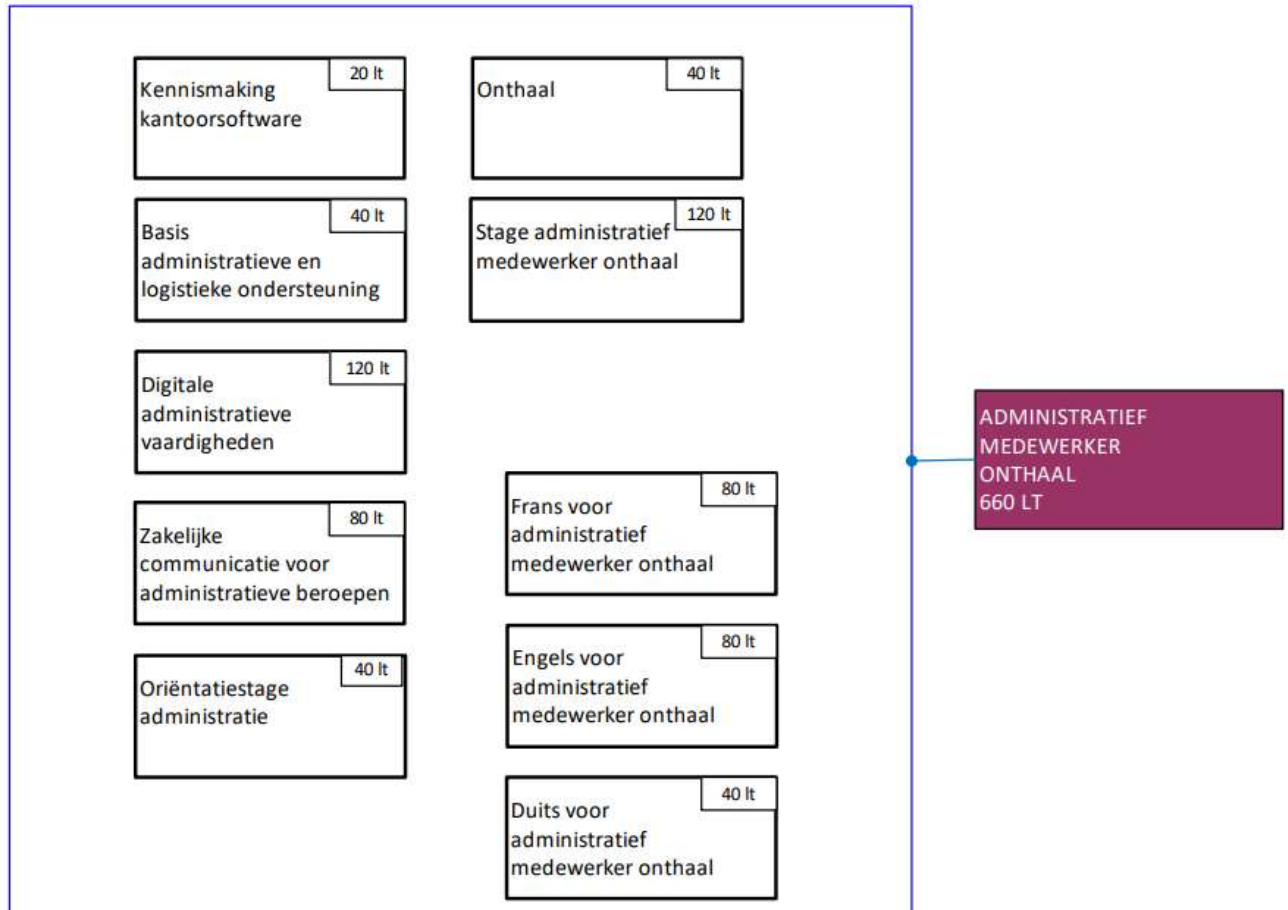 20 lt
Kennismaking
kantoorsoftware
40 lt
Basis
administratieve en
logistieke ondersteuning
120 lt
Digitale
administratieve
vaardigheden
80 lt
Zakelijke
communicatie voor
administratieve beroepen
40 lt
Oriëntatiestage
administratie
40 lt
Onthaal
120 lt
Stage administratief
medewerker onthaal
80 lt
Frans voor
administratief
medewerker onthaal
80 lt
Engels voor
administratief
medewerker onthaal
40 lt
Duits voor
administratief
medewerker onthaal
ADMINISTRATIEF
MEDEWERKER
ONTHAAL
660 LT